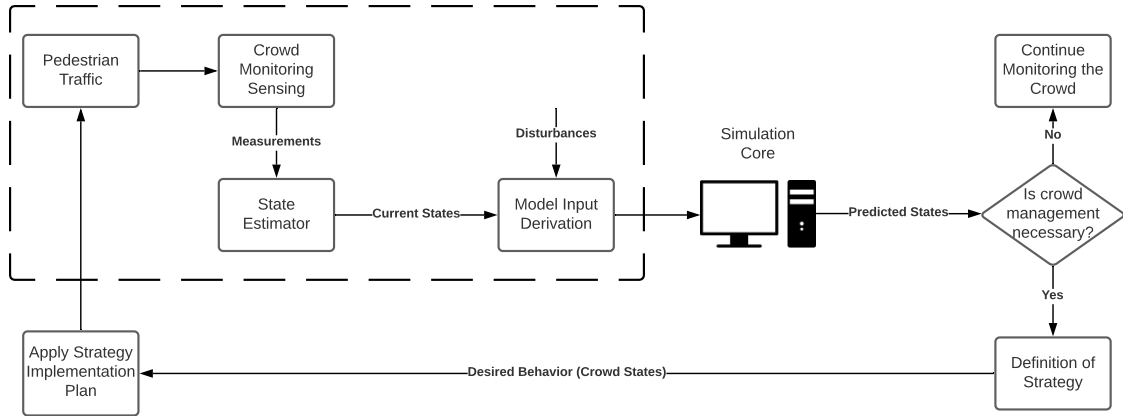 Pedestrian
Traffic
Crowd
Monitoring
Sensing
Continue
Monitoring the
Crowd
Measurements
Disturbances
Simulation
Core
No
State
Estimator
Current States
Model Input
Derivation
Predicted States
Is crowd
management
necessary?
Yes
Apply Strategy
Implementation
Plan
Desired Behavior (Crowd States)
Definition of
Strategy